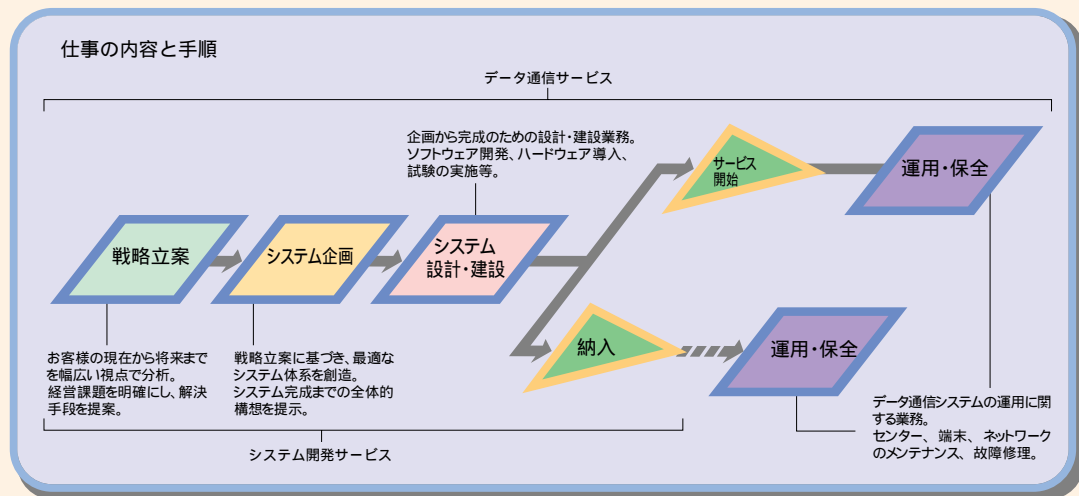 仕事の内容と手順
データ通信サービス
企画から完成のための設計・建設業務。
ソフトウェア開発、ハードウェア導入、
試験の実施等。
サービス
開始
運用・保全
戦略立案
システム企画
システム
設計・建設
納入
運用・保全
お客様の現在から将来まで
を幅広い視点で分析。
経営課題を明確にし、解決
手段を提案。
戦略立案に基づき、最適な
システム体系を創造。
システム完成までの全体的
構想を提示。
データ通信システムの運用に関
する業務。
センター、端末、ネットワーク
のメンテナンス、故障修理。
システム開発サービス